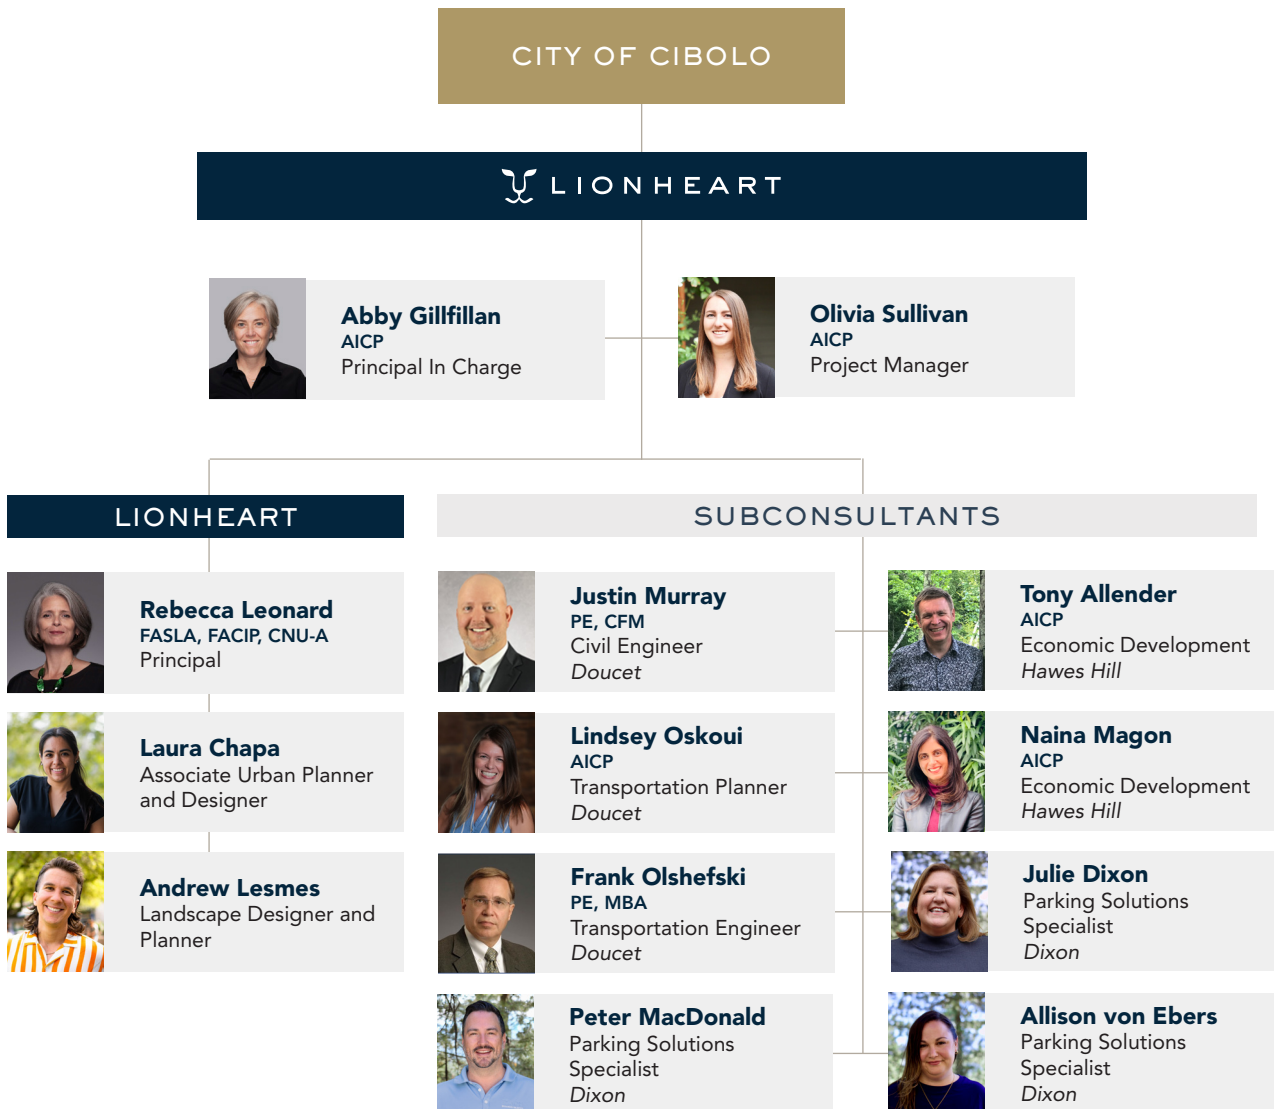 CITY OF CIBOLO
LIONHEART
Abby Gillfillan
AICP
Principal In Charge
Olivia Sullivan
AICP
Project Manager
LIONHEART
Rebecca Leonard
FASLA, FACIP, CNU-A
Principal
Laura Chapa
Associate Urban Planner
and Designer
Andrew Lesmes
Landscape Designer and
Planner
SUBCONSULTANTS
Justin Murray
PE, CFM
Civil Engineer
Doucet
Lindsey Oskoui
AICP
Transportation Planner
Doucet
Frank Olshefski
PE, MBA
Transportation Engineer
Doucet
Peter MacDonald
Parking Solutions
Specialist
Dixon
Tony Allender
AICP
Economic Development
Hawes Hill
Naina Magon
AICP
Economic Development
Hawes Hill
Julie Dixon
Parking Solutions
Specialist
Dixon
Allison von Ebers
Parking Solutions
Specialist
Dixon